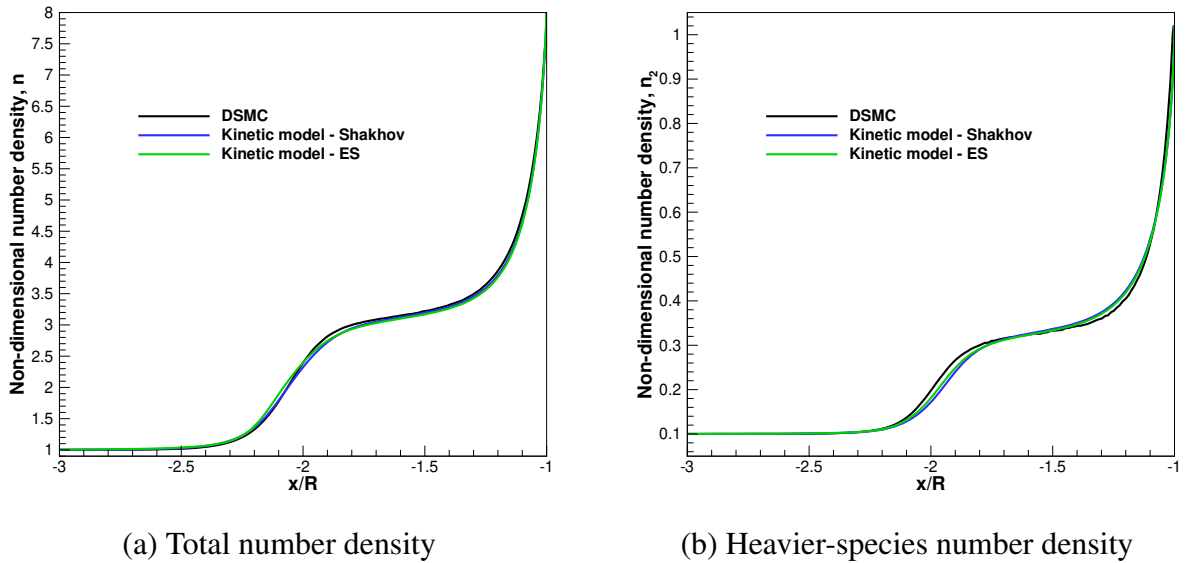 8
7.5
7
6.5
6
5.5
5
4.5
4
3.5
3
2.5
2
1.5
1
Non-dimensional number density, n
DSMC
Kinetic model - Shakhov
Kinetic model - ES
-3
-2.5
-2
-1.5
-1
x/R
(a) Total number density
1
0.9
0.8
0.7
0.6
0.5
0.4
0.3
0.2
0.1
Non-dimensional number density, n₂
DSMC
Kinetic model - Shakhov
Kinetic model - ES
-3
-2.5
-2
-1.5
-1
x/R
(b) Heavier-species number density